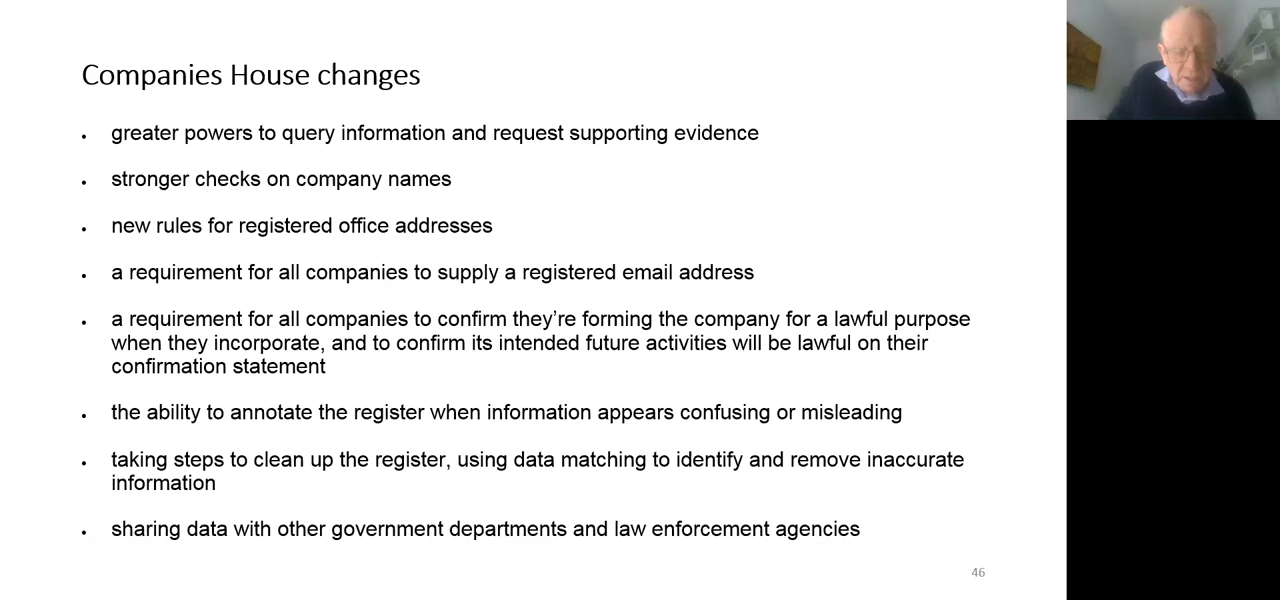 Companies House changes
• greater powers to query information and request supporting evidence
• stronger checks on company names
• new rules for registered office addresses
• a requirement for all companies to supply a registered email address
• a requirement for all companies to confirm they’re forming the company for a lawful purpose
when they incorporate, and to confirm its intended future activities will be lawful on their
confirmation statement
• the ability to annotate the register when information appears confusing or misleading
• taking steps to clean up the register, using data matching to identify and remove inaccurate
information
• sharing data with other government departments and law enforcement agencies
46